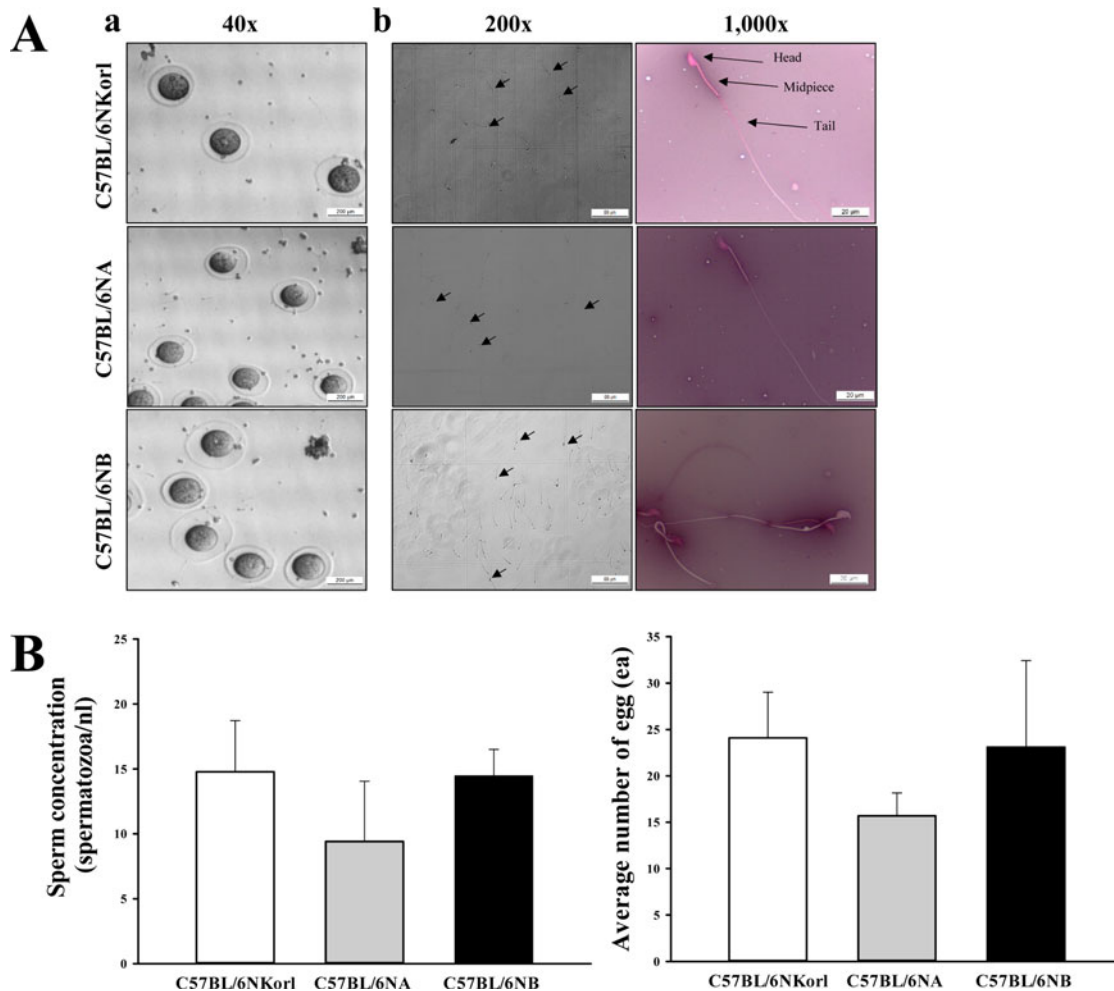 A
a
40x
b
200x
1,000x
C57BL/6NKorl
Head
Midpiece
Tail
200 µm
20 µm
C57BL/6NA
200 µm
20 µm
C57BL/6NB
200 µm
B
Sperm concentration
(spermatozoa/nl)
25
20
15
10
5
0
C57BL/6NKorl
C57BL/6NA
C57BL/6NB
Average number of egg (ea)
35
30
25
20
15
10
5
0
C57BL/6NKorl
C57BL/6NA
C57BL/6NB